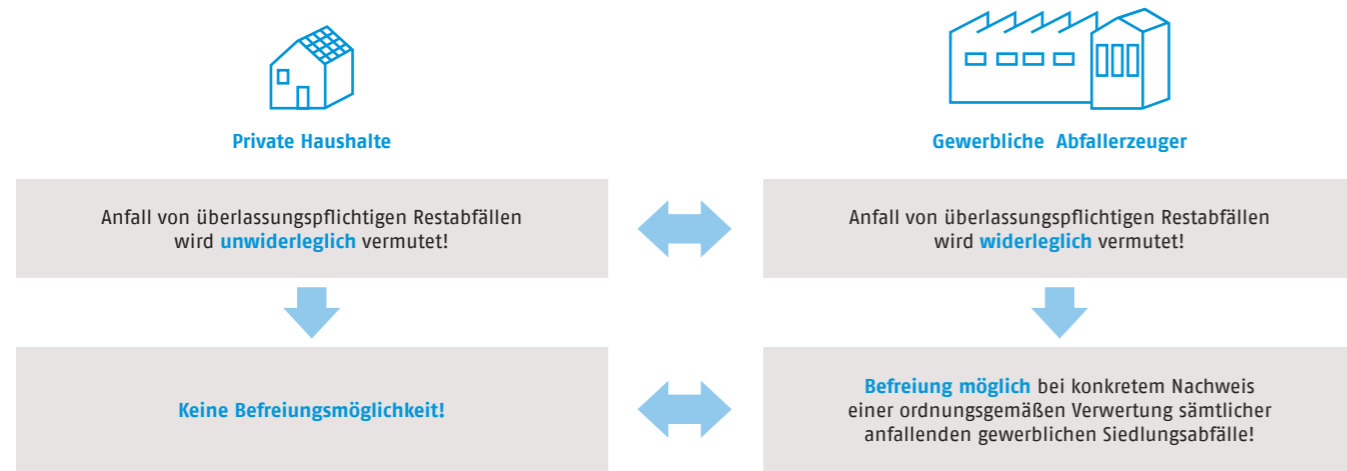 Private Haushalte
Gewerbliche Abfallerzeuger
Anfall von überlassungspflichtigen Restabfällen
wird unwiderleglich vermutet!
Anfall von überlassungspflichtigen Restabfällen
wird widerleglich vermutet!
Keine Befreiungsmöglichkeit!
Befreiung möglich bei konkretem Nachweis
einer ordnungsgemäßen Verwertung sämtlicher
anfallenden gewerblichen Siedlungsabfälle!